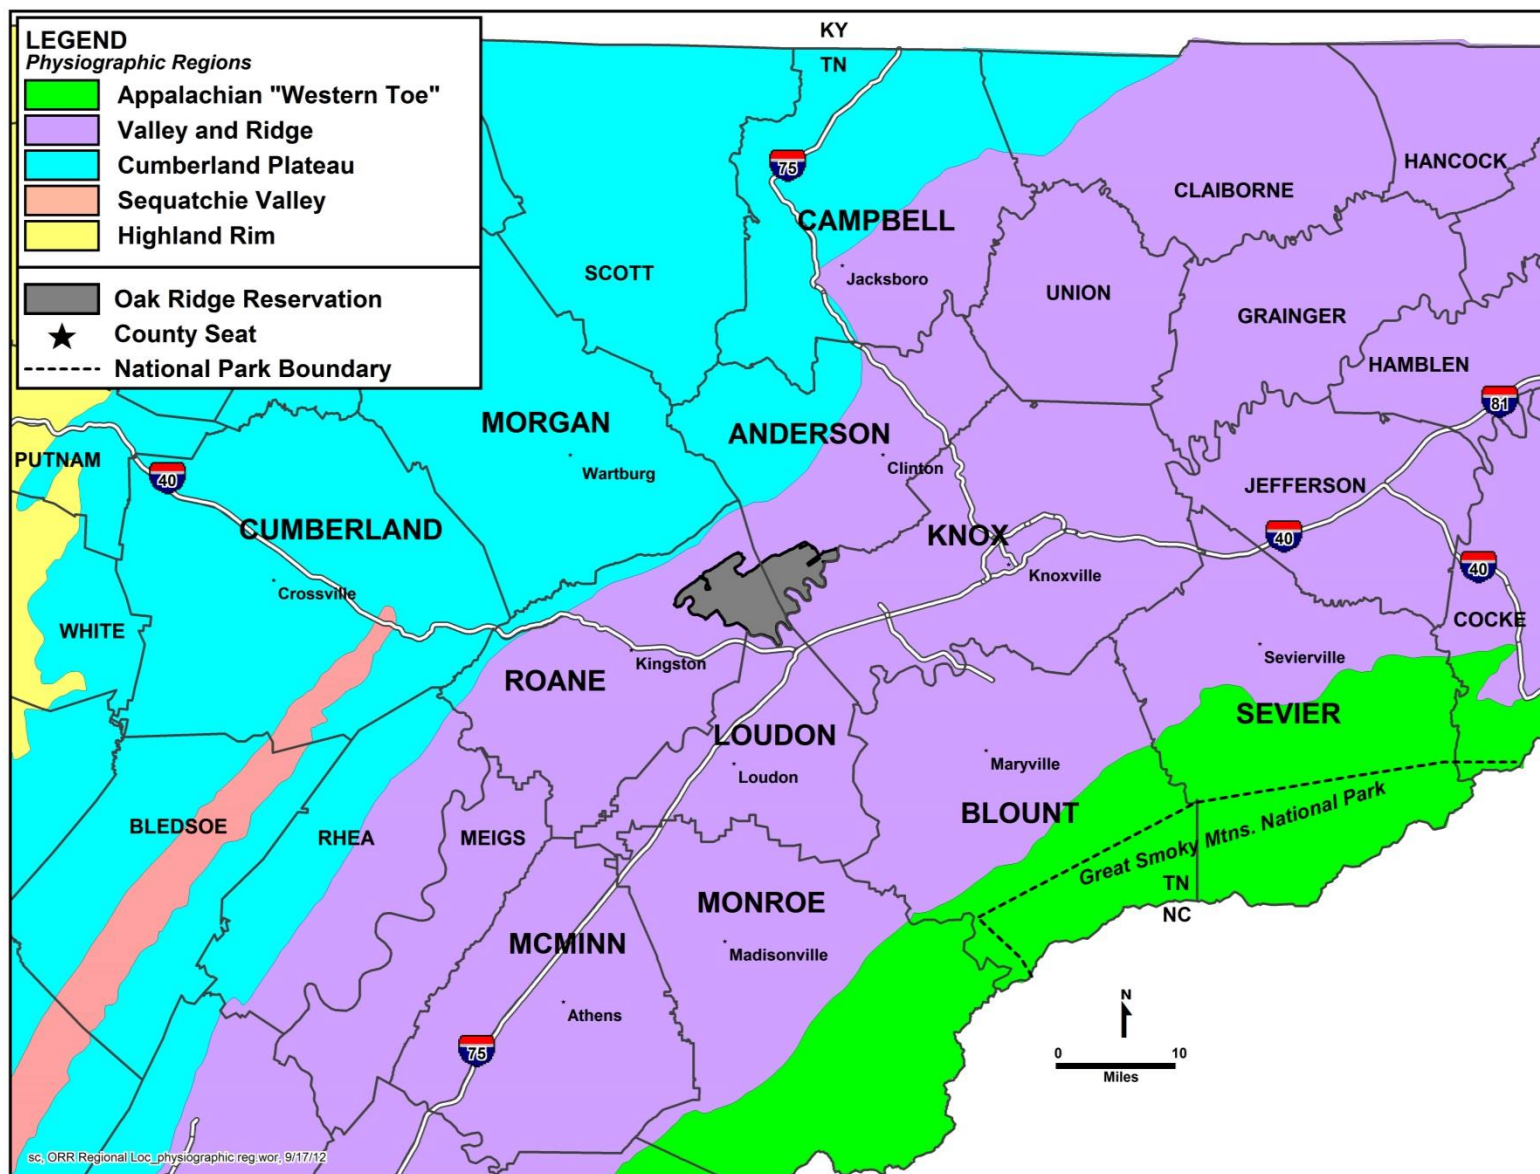 LEGEND
Physiographic Regions
Appalachian "Western Toe"
Valley and Ridge
Cumberland Plateau
Sequatchie Valley
Highland Rim
Oak Ridge Reservation
County Seat
National Park Boundary
KY
TN
75
CAMPBELL
Jacksboro
SCOTT
CLAIBORNE
HANCOCK
UNION
GRAINGER
HAMBLEN
81
MORGAN
Wartburg
ANDERSON
Clinton
PUTNAM
40
CUMBERLAND
Crossville
KNOX
Knoxville
JEFFERSON
40
40
WHITE
COCKE
ROANE
Kingston
Sevierville
SEVIER
LOUDON
Loudon
Maryville
BLOUNT
BLEDSOE
RHEA
MEIGS
Great Smoky Mtns. National Park
TN
NC
MONROE
Madisonville
MCMINN
Athens
75
N
0 10
Miles
sc, ORR Regional Loc_physiographic reg.wor, 9/17/12